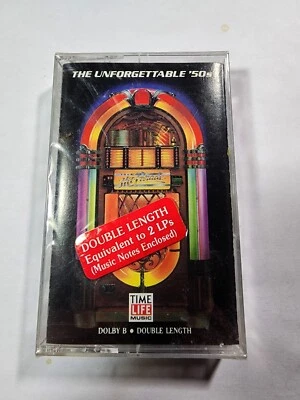 THE UNFORGETTABLE '50s
DOUBLE LENGTH
Equivalent to 2 LPs
(Music Notes Enclosed)
TIME
LIFE
MUSIC
DOLBY B • DOUBLE LENGTH